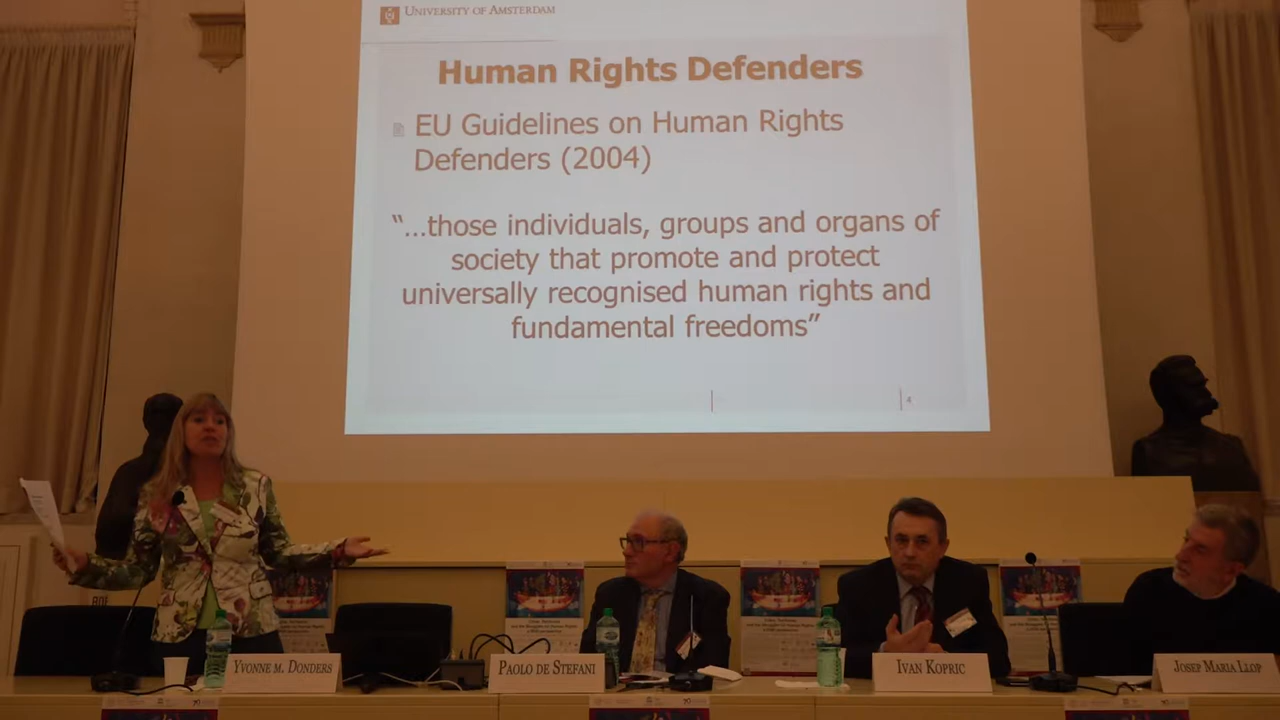 UNIVERSITY OF AMSTERDAM
Human Rights Defenders
EU Guidelines on Human Rights
Defenders (2004)
“...those individuals, groups and organs of
society that promote and protect
universally recognised human rights and
fundamental freedoms”
4
YVONNE M. DONDERS
PAOLO DE STEFANI
IVAN KOPRIC
JOSEP MARIA LLOP